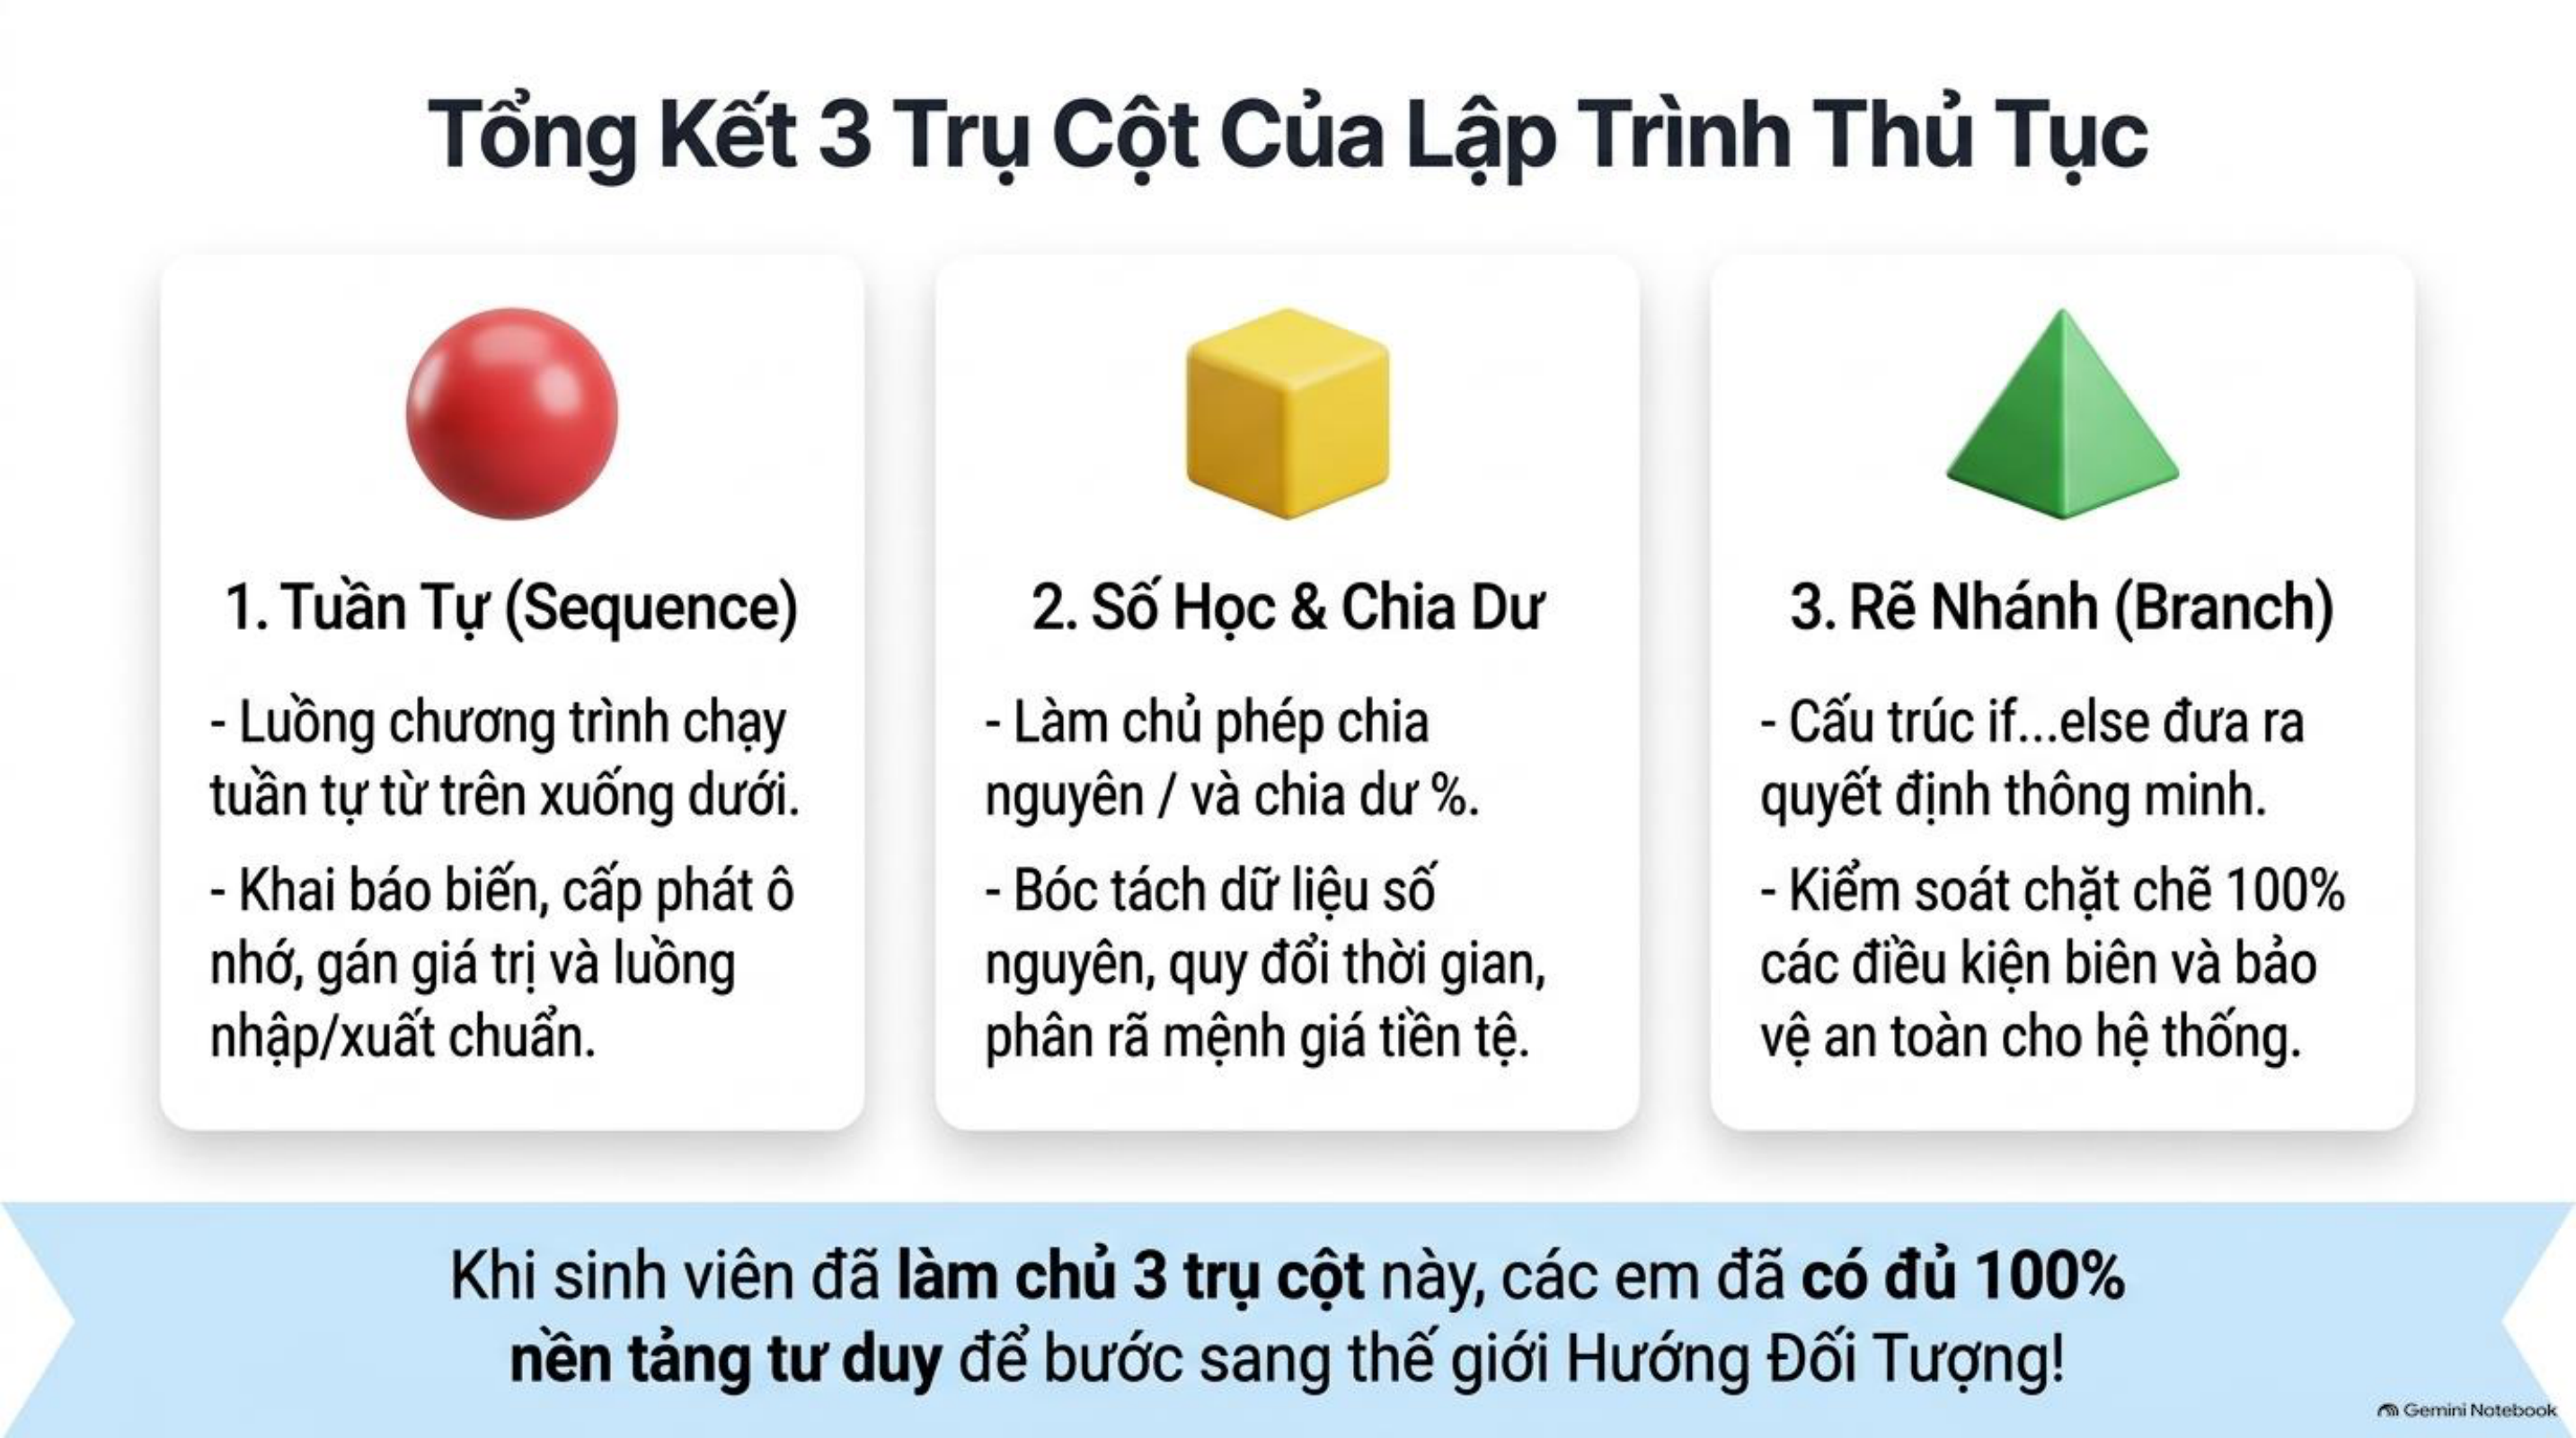 Tổng Kết 3 Trụ Cột Của Lập Trình Thủ Tục
1. Tuần Tự (Sequence)
- Luồng chương trình chạy
tuần tự từ trên xuống dưới.
- Khai báo biến, cấp phát ô
nhớ, gán giá trị và luồng
nhập/xuất chuẩn.
2. Số Học & Chia Dư
- Làm chủ phép chia
nguyên / và chia dư %.
- Bóc tách dữ liệu số
nguyên, quy đổi thời gian,
phân rã mệnh giá tiền tệ.
3. Rẽ Nhánh (Branch)
- Cấu trúc if...else đưa ra
quyết định thông minh.
- Kiểm soát chặt chẽ 100%
các điều kiện biên và bảo
vệ an toàn cho hệ thống.
Khi sinh viên đã làm chủ 3 trụ cột này, các em đã có đủ 100%
nền tảng tư duy để bước sang thế giới Hướng Đối Tượng!
Gemini Notebook